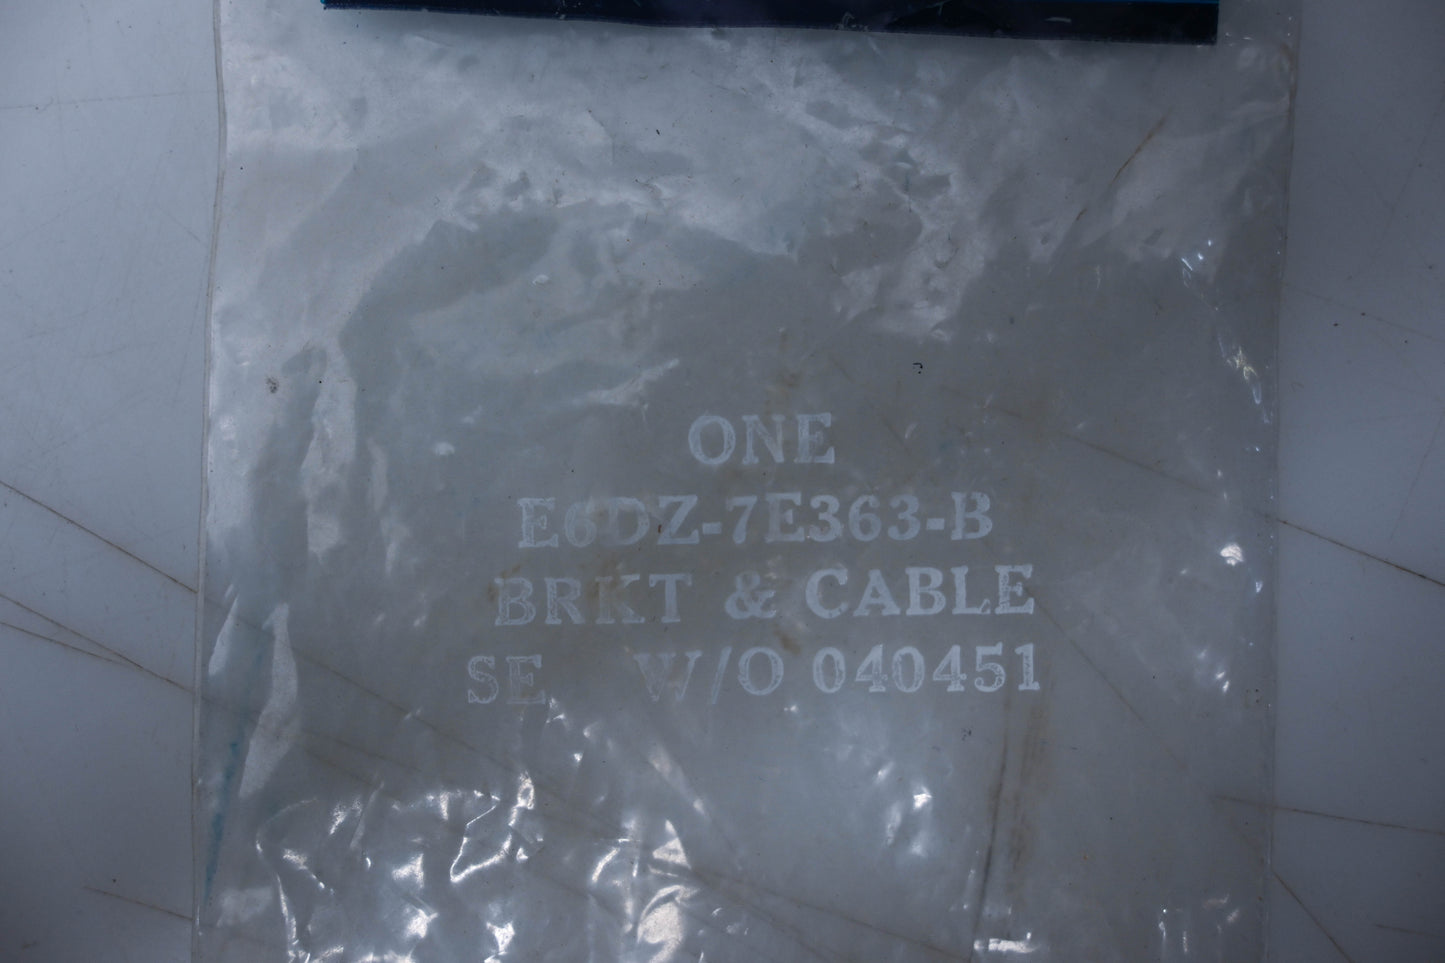 ONE
E6DZ-7E363-B
BRKT & CABLE
SE W/O 040451